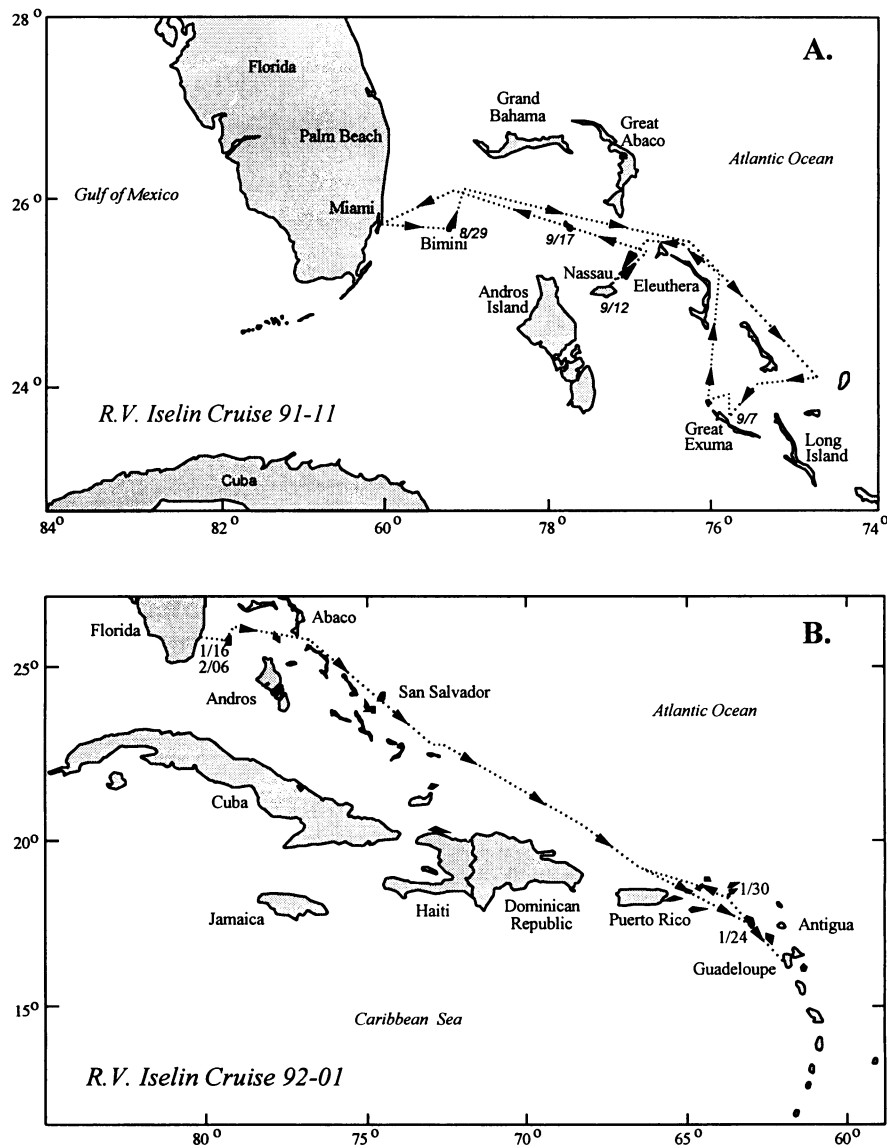 28°
A.
Florida
Grand
Bahama
Great
Abaco
Palm Beach
Atlantic Ocean
Gulf of Mexico
26°
Miami
Bimini
8/29
9/17
Nassau
Eleuthera
9/12
Andros
Island
24°
R.V. Iselin Cruise 91-11
9/7
Great
Exuma
Long
Island
Cuba
84°
82°
60°
78°
76°
74°
B.
Florida
Abaco
1/16
2/06
25°
Andros
San Salvador
Atlantic Ocean
Cuba
20°
1/30
Jamaica
Haiti
Dominican
Republic
Puerto Rico
Antigua
1/24
Guadeloupe
15°
Caribbean Sea
R.V. Iselin Cruise 92-01
80°
75°
70°
65°
60°